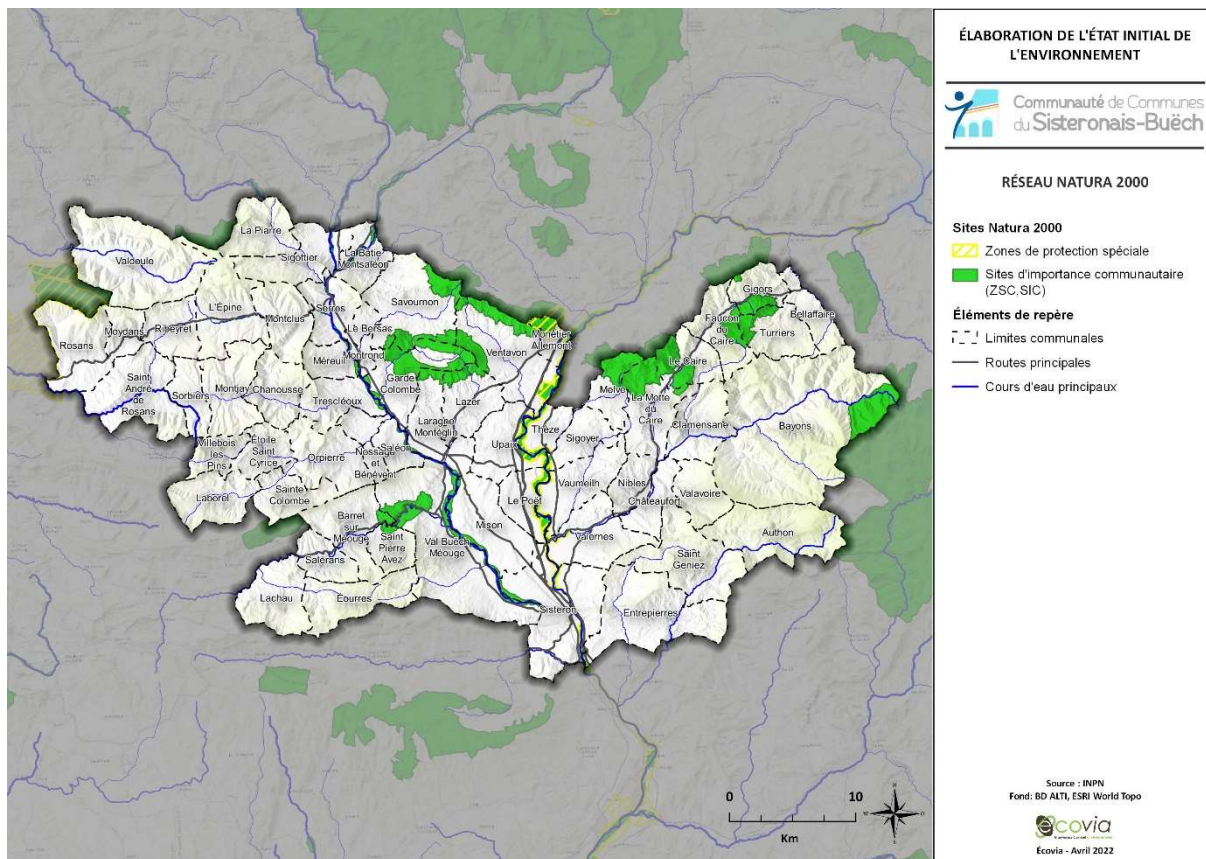 ÉLABORATION DE L'ÉTAT INITIAL DE
L'ENVIRONNEMENT
Communauté de Communes
du Sisteronais-Buëch
RÉSEAU NATURA 2000
Sites Natura 2000
Zones de protection spéciale
Sites d'importance communautaire
(ZSC,SIC)
Éléments de repère
Limites communales
Routes principales
Cours d'eau principaux
La Piarre
Valdoule
Sigottier
La Bâtie
Montsaléon
Gigors
Savournon
L'Épine
Serres
Faucon
du
Caire
Bellaffaire
Turriers
Moydans
Ribeyret
Montclus
Le Bersac
Monêtier
Allemont
Rosans
Méreuil
Montrond
Ventavon
Le Caire
Saint
André
de
Rosans
Sorbiers
Montjay
Chanousse
Trescléoux
Garde
Colombe
Lazer
Melve
La Motte
du
Caire
Clamensane
Bayons
Laragne
Montéglin
Upaix
Thèze
Sigoyer
Villebois
les
Pins
Étoile
Saint
Cyrice
Orpierre
Saléon
Nossage
et
Bénévent
Laborel
Sainte
Colombe
Le Poët
Vaumeilh
Nibles
Châteaufort
Valavoire
Barret
sur
Méouge
Mison
Saint
Pierre
Avez
Val Buëch
Méouge
Valernes
Authon
Salérans
Saint
Geniez
Lachau
Éourres
Sisteron
Entrepierres
0 10
Km
N
W E
S
Source : INPN
Fond: BD ALTI, ESRI World Topo
écovia
Écovia - Avril 2022